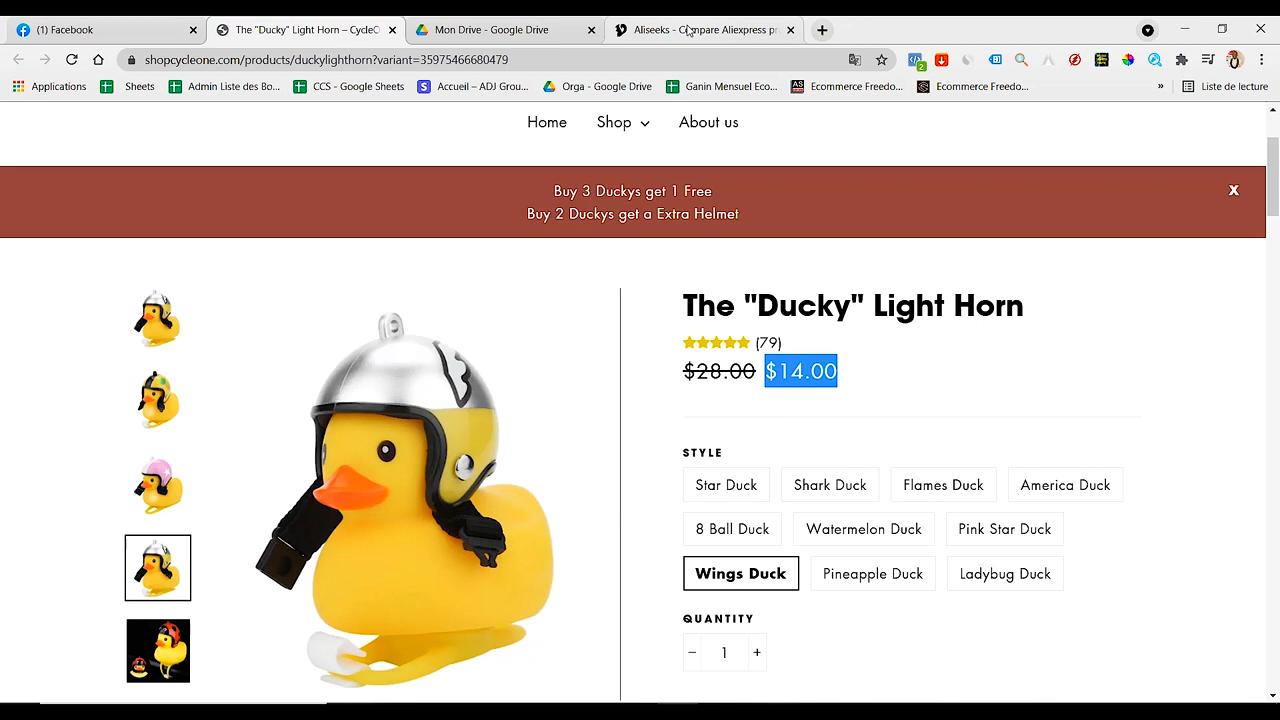 (1) Facebook
The "Ducky" Light Horn – CycleO
Mon Drive - Google Drive
Aliseeks - Compare Aliexpress pr
shopcycleone.com/products/duckylighthorn?variant=35975466680479
2
Applications
Sheets
Admin Liste des Bo...
CCS - Google Sheets
Accueil – ADJ Grou...
Orga - Google Drive
Ganin Mensuel Eco...
AS
Ecommerce Freedo...
Ecommerce Freedo...
»
Liste de lecture
Home
Shop
About us
Buy 3 Duckys get 1 Free
Buy 2 Duckys get a Extra Helmet
X
The "Ducky" Light Horn
(79)
$28.00 $14.00
STYLE
Star Duck
Shark Duck
Flames Duck
America Duck
8 Ball Duck
Watermelon Duck
Pink Star Duck
Wings Duck
Pineapple Duck
Ladybug Duck
QUANTITY
− 1 +